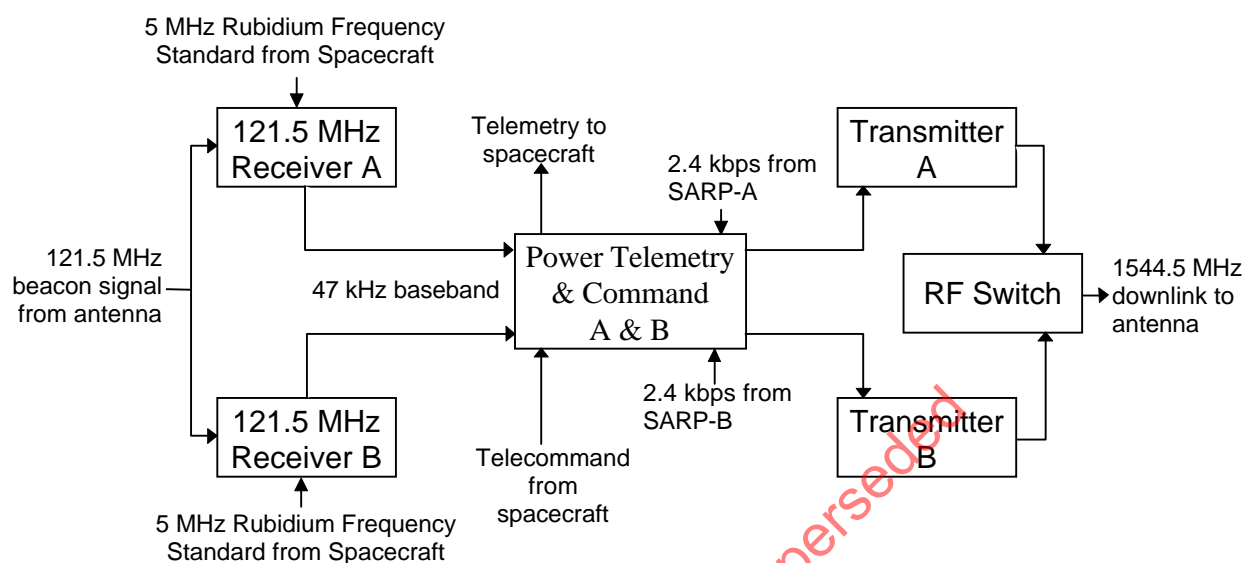 5 MHz Rubidium Frequency
Standard from Spacecraft
121.5 MHz
Receiver A
Telemetry to
spacecraft
2.4 kbps from
SARP-A
Transmitter
A
121.5 MHz
beacon signal
from antenna
47 kHz baseband
Power Telemetry
& Command
A & B
RF Switch
1544.5 MHz
downlink to
antenna
121.5 MHz
Receiver B
Telecommand
from
spacecraft
2.4 kbps from
SARP-B
Transmitter
B
5 MHz Rubidium Frequency
Standard from Spacecraft
perseded